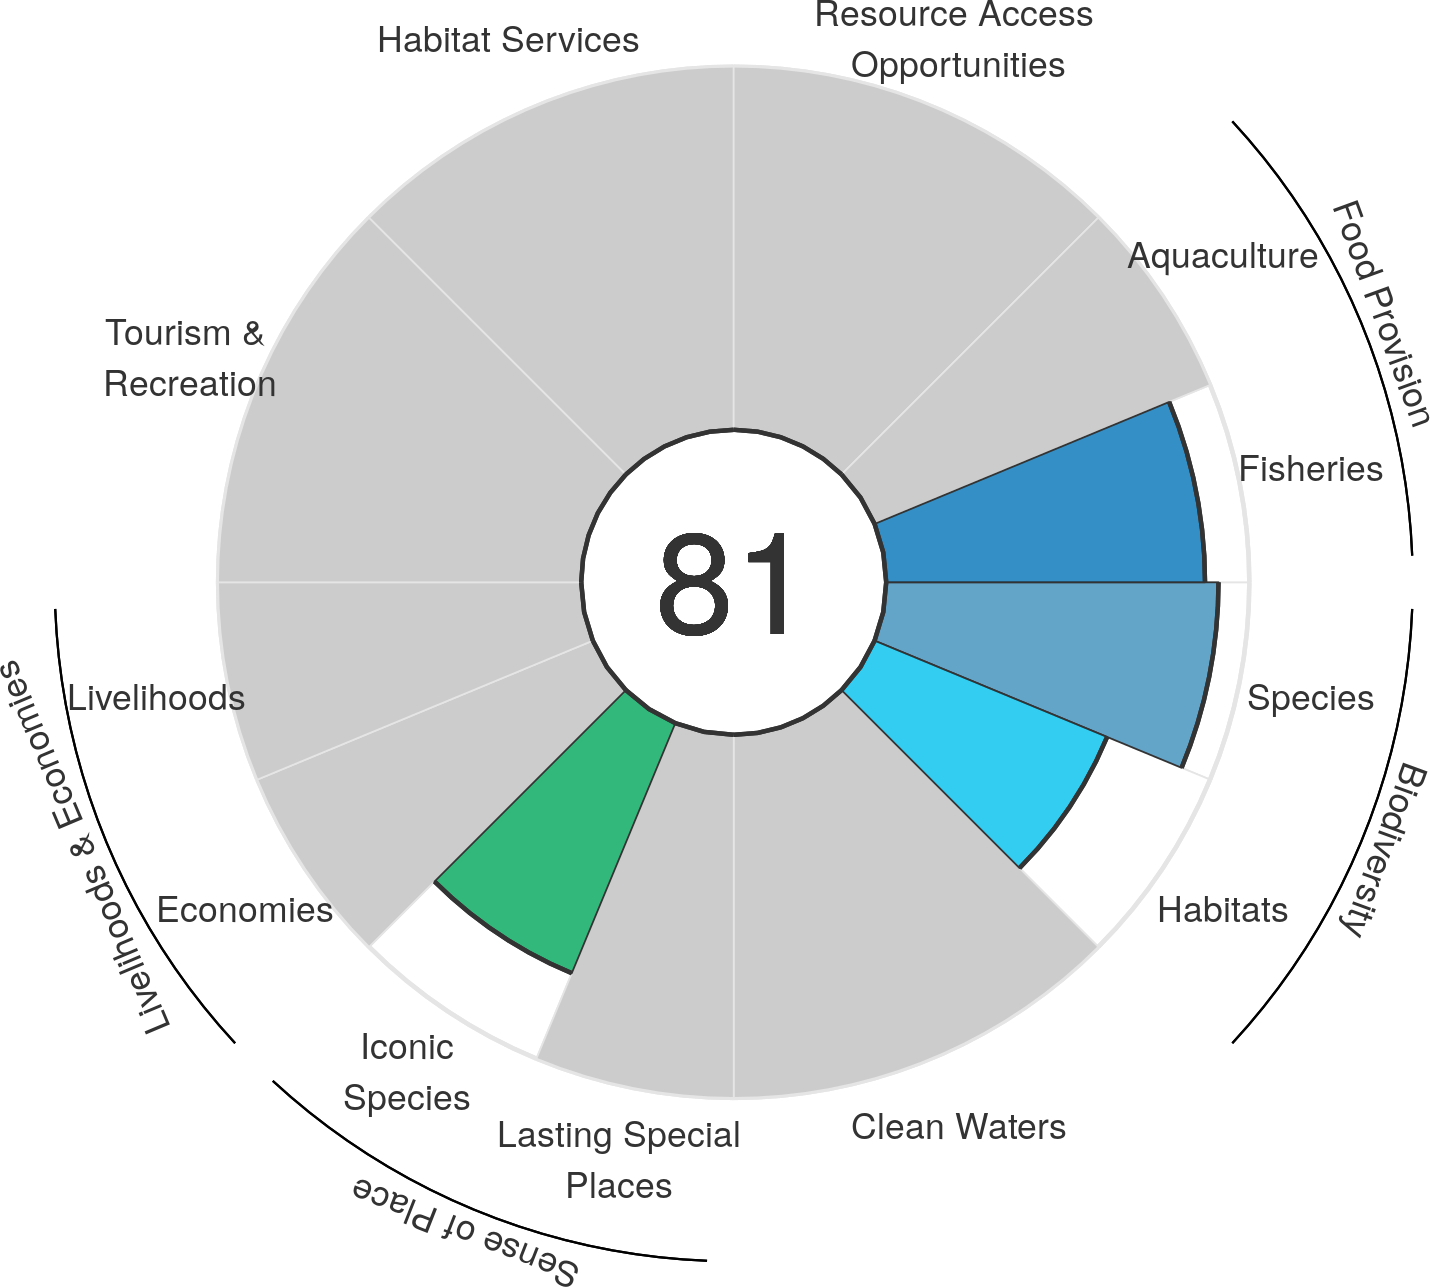 Resource Access
Opportunities
Habitat Services
Aquaculture
Food Provision
Tourism &
Recreation
Fisheries
81
Livelihoods
Species
Biodiversity
Livelihoods & Economies
Economies
Habitats
Iconic
Species
Lasting Special
Places
Clean Waters
Sense of Place